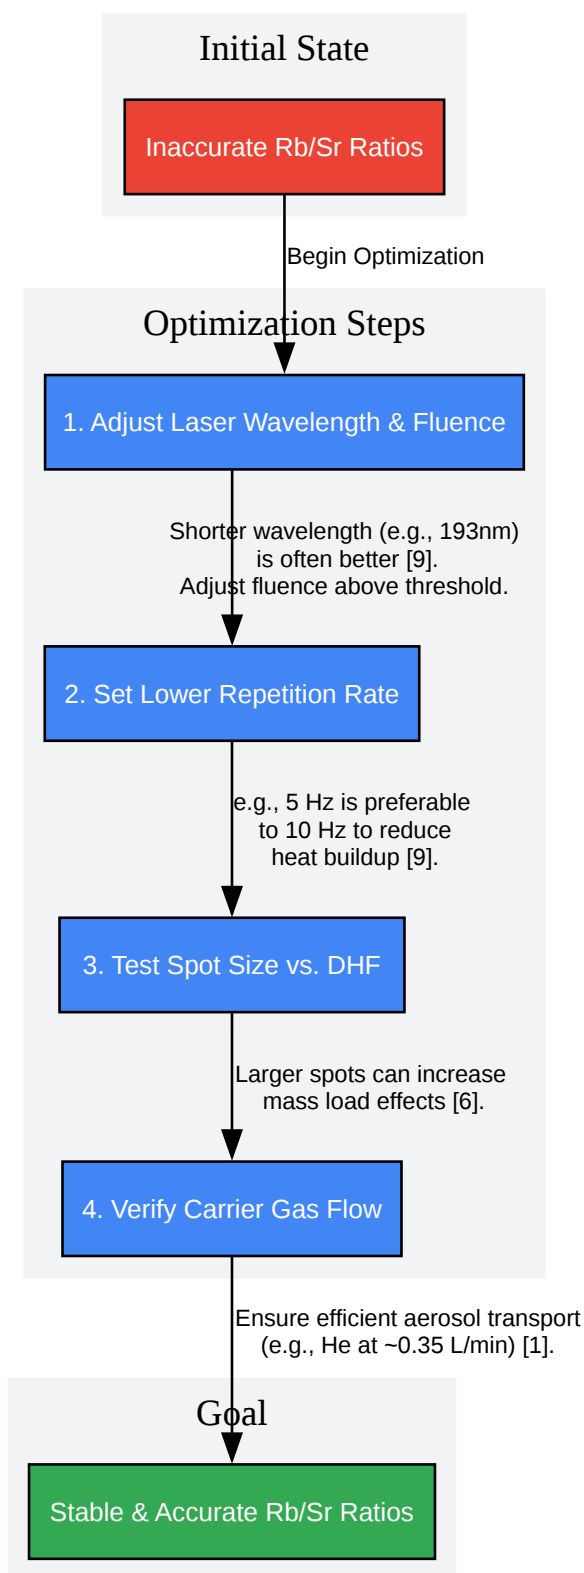 Initial State
Inaccurate Rb/Sr Ratios
Begin Optimization
Optimization Steps
1. Adjust Laser Wavelength & Fluence
Shorter wavelength (e.g., 193nm)
is often better [9].
Adjust fluence above threshold.
2. Set Lower Repetition Rate
e.g., 5 Hz is preferable
to 10 Hz to reduce
heat buildup [9].
3. Test Spot Size vs. DHF
Larger spots can increase
mass load effects [6].
4. Verify Carrier Gas Flow
Ensure efficient aerosol transport
(e.g., He at ~0.35 L/min) [1].
Goal
Stable & Accurate Rb/Sr Ratios